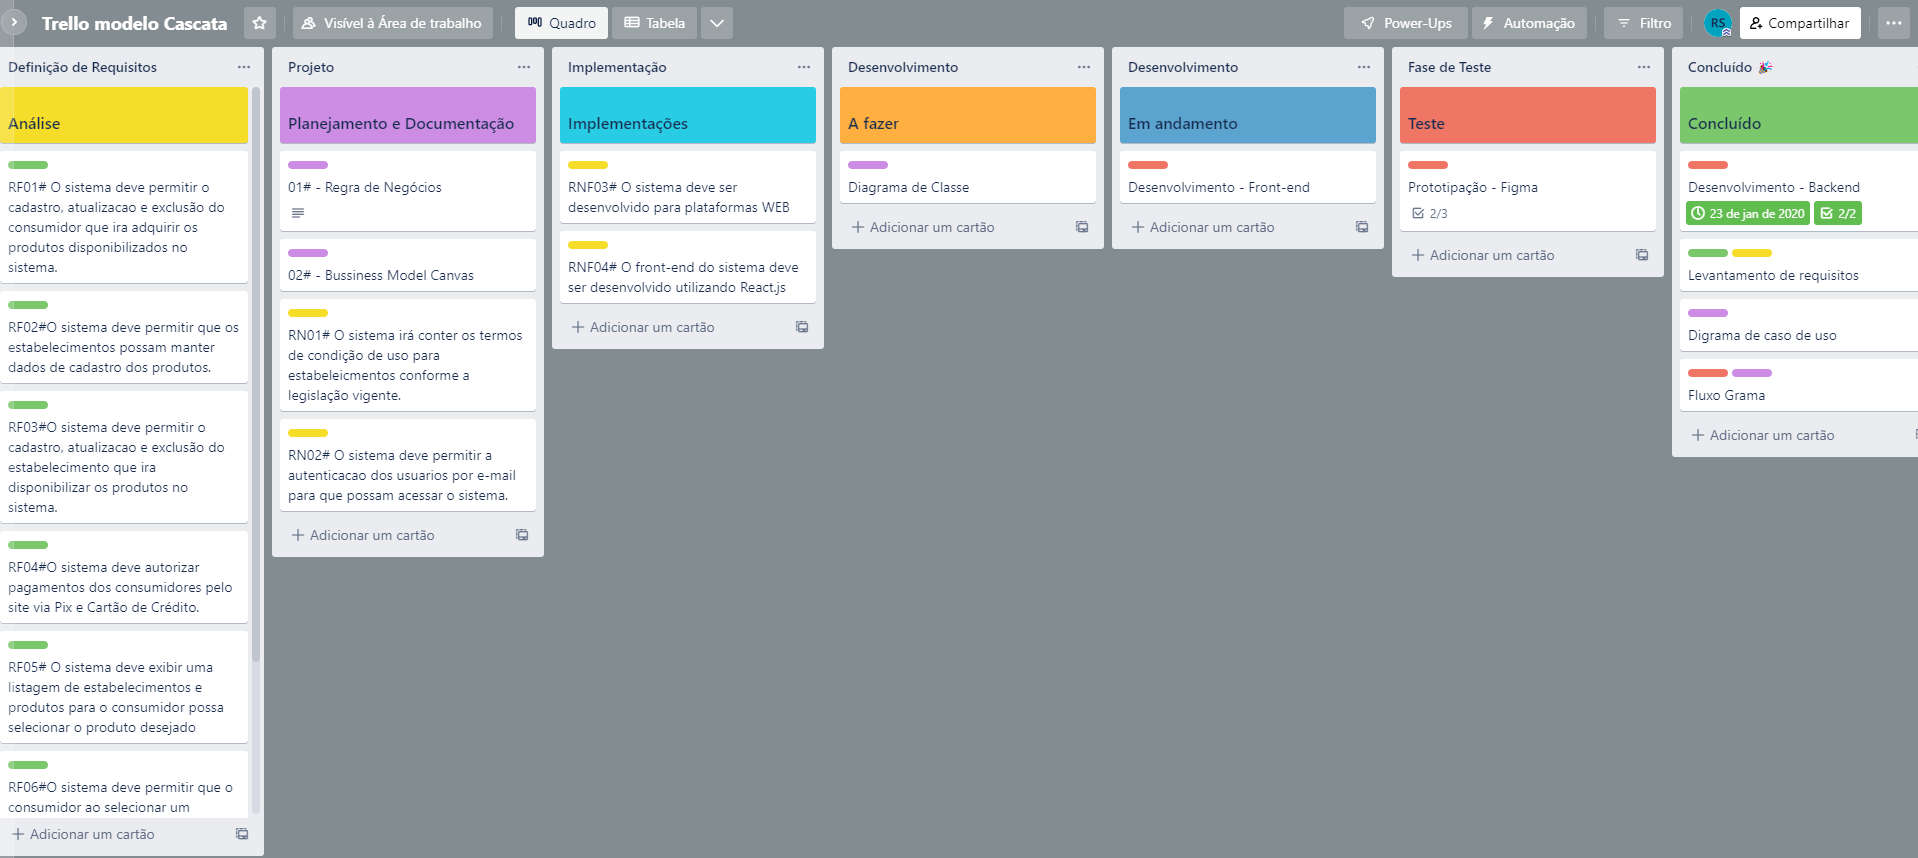 Trello modelo Cascata
Visível à Área de trabalho
Quadro
Tabela
Power-Ups
Automação
Filtro
RS
Compartilhar
Definição de Requisitos
Análise
RF01# O sistema deve permitir o
cadastro, atualizacao e exclusão do
consumidor que ira adquirir os
produtos disponibilizados no
sistema.
RF02#O sistema deve permitir que os
estabelecimentos possam manter
dados de cadastro dos produtos.
RF03#O sistema deve permitir o
cadastro, atualizacao e exclusão do
estabelecimento que ira
disponibilizar os produtos no
sistema.
RF04#O sistema deve autorizar
pagamentos dos consumidores pelo
site via Pix e Cartão de Crédito.
RF05# O sistema deve exibir uma
listagem de estabelecimentos e
produtos para o consumidor possa
selecionar o produto desejado
RF06#O sistema deve permitir que o
consumidor ao selecionar um
Adicionar um cartão
Projeto
Planejamento e Documentação
01# - Regra de Negócios
02# - Bussiness Model Canvas
RN01# O sistema irá conter os termos
de condição de uso para
estabeleicmentos conforme a
legislação vigente.
RN02# O sistema deve permitir a
autenticacao dos usuarios por e-mail
para que possam acessar o sistema.
Adicionar um cartão
Implementação
Implementações
RNF03# O sistema deve ser
desenvolvido para plataformas WEB
RNF04# O front-end do sistema deve
ser desenvolvido utilizando React.js
Adicionar um cartão
Desenvolvimento
A fazer
Diagrama de Classe
Adicionar um cartão
Desenvolvimento
Em andamento
Desenvolvimento - Front-end
Adicionar um cartão
Fase de Teste
Teste
Prototipação - Figma
2/3
Adicionar um cartão
Concluído
Concluído
Desenvolvimento - Backend
23 de jan de 2020 2/2
Levantamento de requisitos
Digrama de caso de uso
Fluxo Grama
Adicionar um cartão